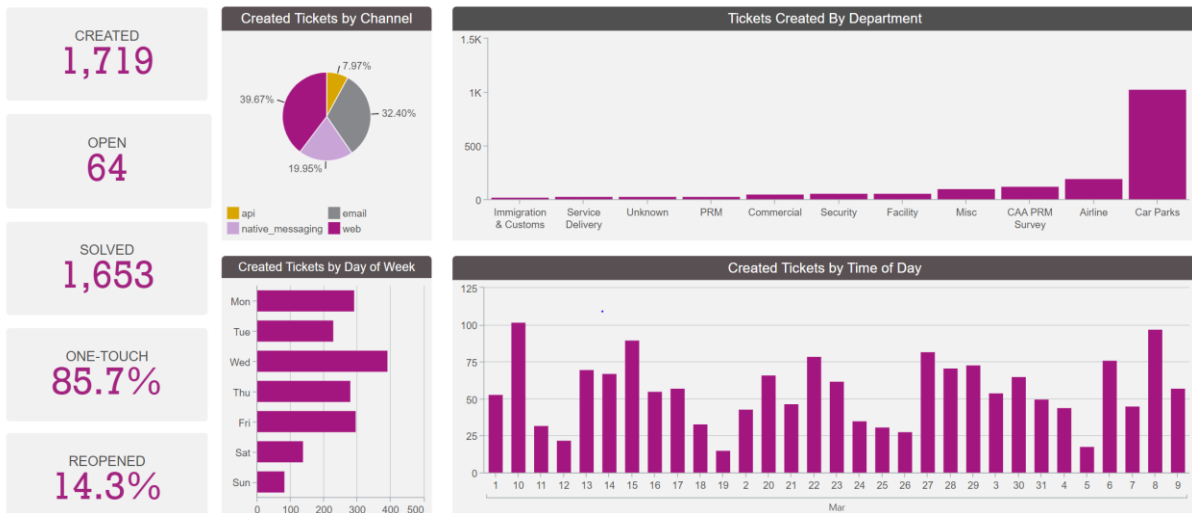 CREATED
1,719
OPEN
64
SOLVED
1,653
ONE-TOUCH
85.7%
REOPENED
14.3%
Created Tickets by Channel
7.97%
39.67%
32.40%
19.95%
api
email
native_messaging
web
Tickets Created By Department
1.5K
1K
500
0
Immigration
& Customs
Service
Delivery
Unknown
PRM
Commercial
Security
Facility
Misc
CAA PRM
Survey
Airline
Car Parks
Created Tickets by Day of Week
Mon
Tue
Wed
Thu
Fri
Sat
Sun
0 100 200 300 400 500
Created Tickets by Time of Day
125
100
75
50
25
0
1 10 11 12 13 14 15 16 17 18 19 2 20 21 22 23 24 25 26 27 28 29 3 30 31 4 5 6 7 8 9
Mar